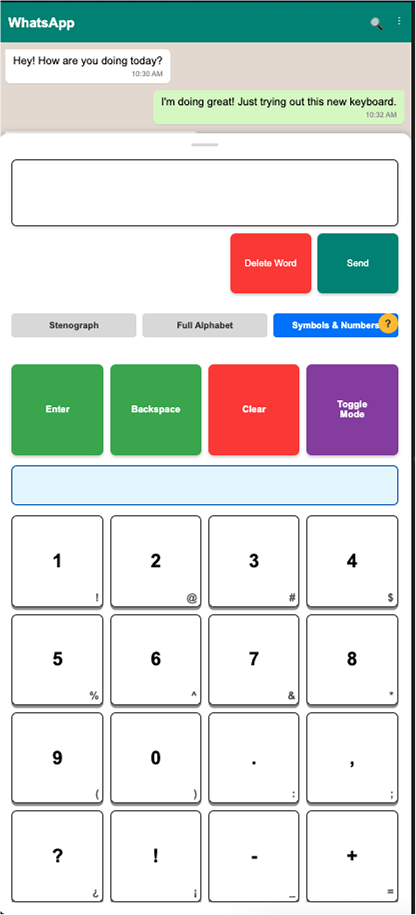 WhatsApp
Hey! How are you doing today?
10:30 AM
I'm doing great! Just trying out this new keyboard.
10:32 AM
Delete Word
Send
Stenograph
Full Alphabet
Symbols & Numbers
?
Enter
Backspace
Clear
Toggle
Mode
1 2 3 4
! @ # $
5 6 7 8
% ^ & *
9 0 . ,
( ) : ;
? ! - +
¿ ¡ _ =